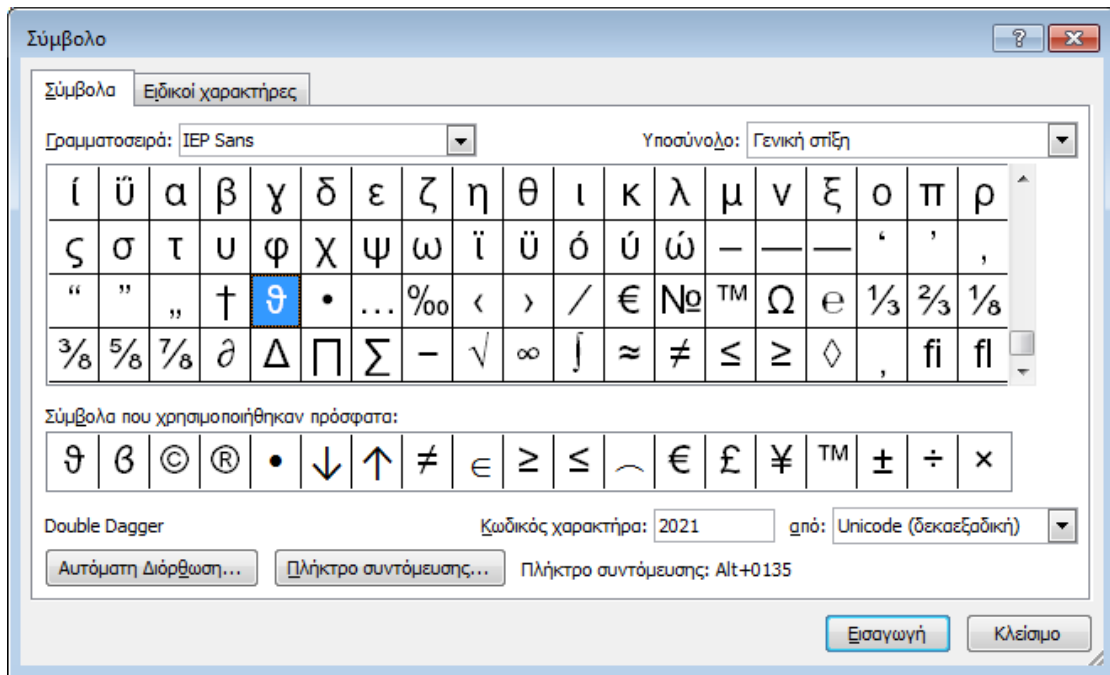 Σύμβολο
Σύμβολα Ειδικοί χαρακτήρες
Γραμματοσειρά: IEP Sans Υποσύνολο: Γενική στίξη
ί ΰ α β γ δ ε ζ η θ ι κ λ μ ν ξ ο π ρ
ς σ τ υ φ χ ψ ω ϊ ϋ ό ύ ώ – — ― ‘ ’ ‚
“ ” „ † ϑ • … ‰ ‹ › ⁄ € № ™ Ω ℮ ⅓ ⅔ ⅛
⅜ ⅝ ⅞ ∂ ∆ ∏ ∑ − √ ∞ ∫ ≈ ≠ ≤ ≥ ◊ , fi fl
Σύμβολα που χρησιμοποιήθηκαν πρόσφατα:
ϑ ϐ © ® • ↓ ↑ ≠ ∈ ≥ ≤ ⁀ € £ ¥ ™ ± ÷ ×
Double Dagger Κωδικός χαρακτήρα: 2021 από: Unicode (δεκαεξαδική)
Αυτόματη Διόρθωση... Πλήκτρο συντόμευσης... Πλήκτρο συντόμευσης: Alt+0135
Εισαγωγή Κλείσιμο